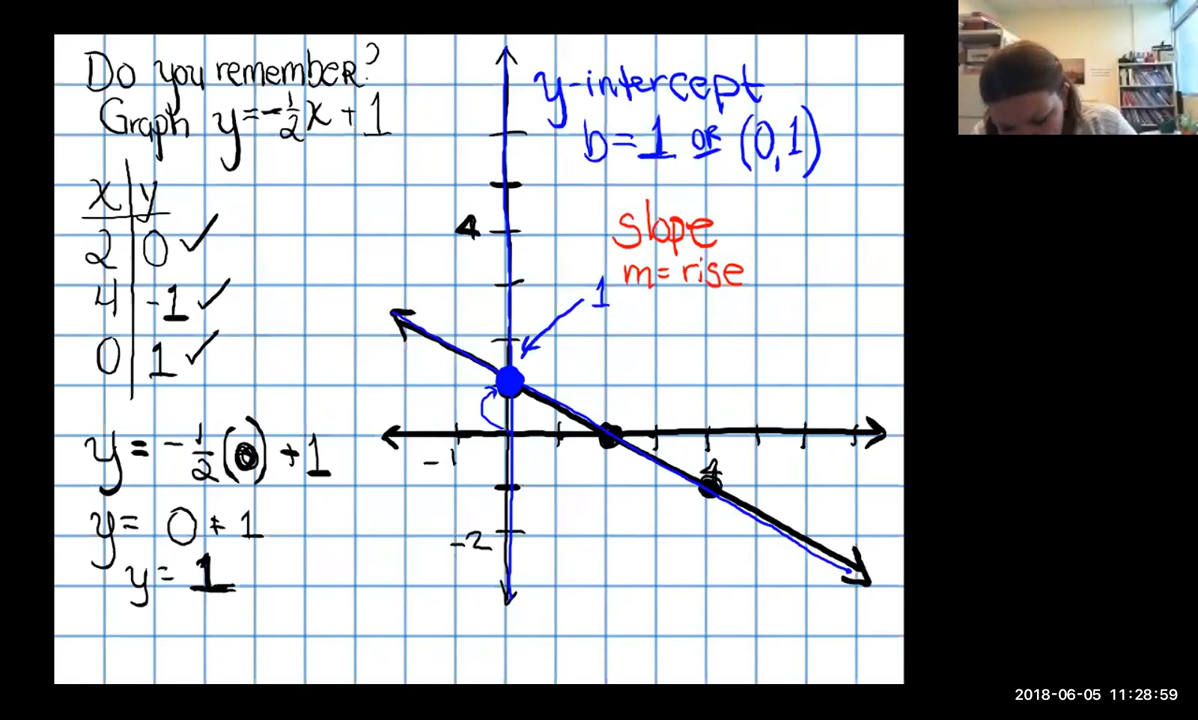 Do you remember?
Graph y=-1/2x+1
x y
2 0 ✓
4 -1 ✓
0 1 ✓
y = -1/2(0) + 1
y = 0 + 1
y = 1
y-intercept
b = 1 OR (0,1)
slope
m = rise
4
1
-1
4
-2
2018-06-05 11:28:59